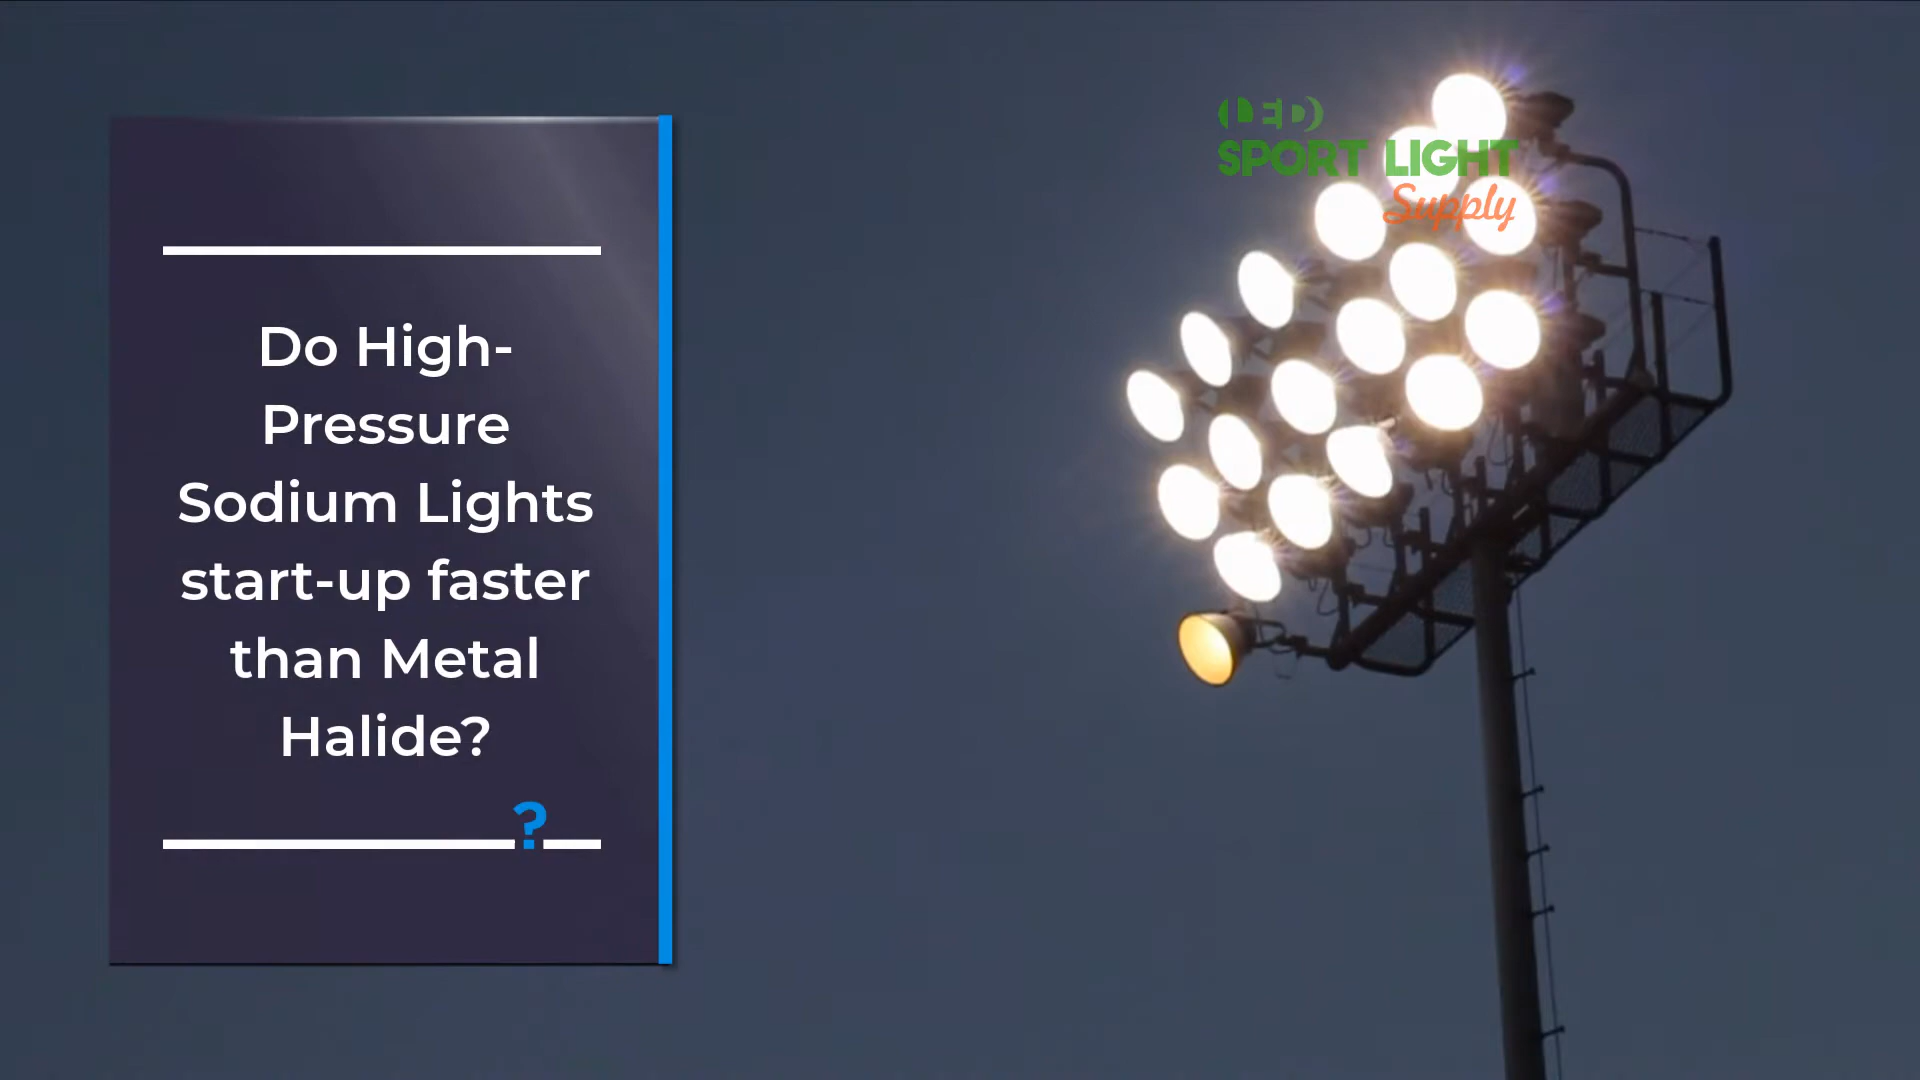 Do High-
Pressure
Sodium Lights
start-up faster
than Metal
Halide?
?
LED
SPORT LIGHT
Supply